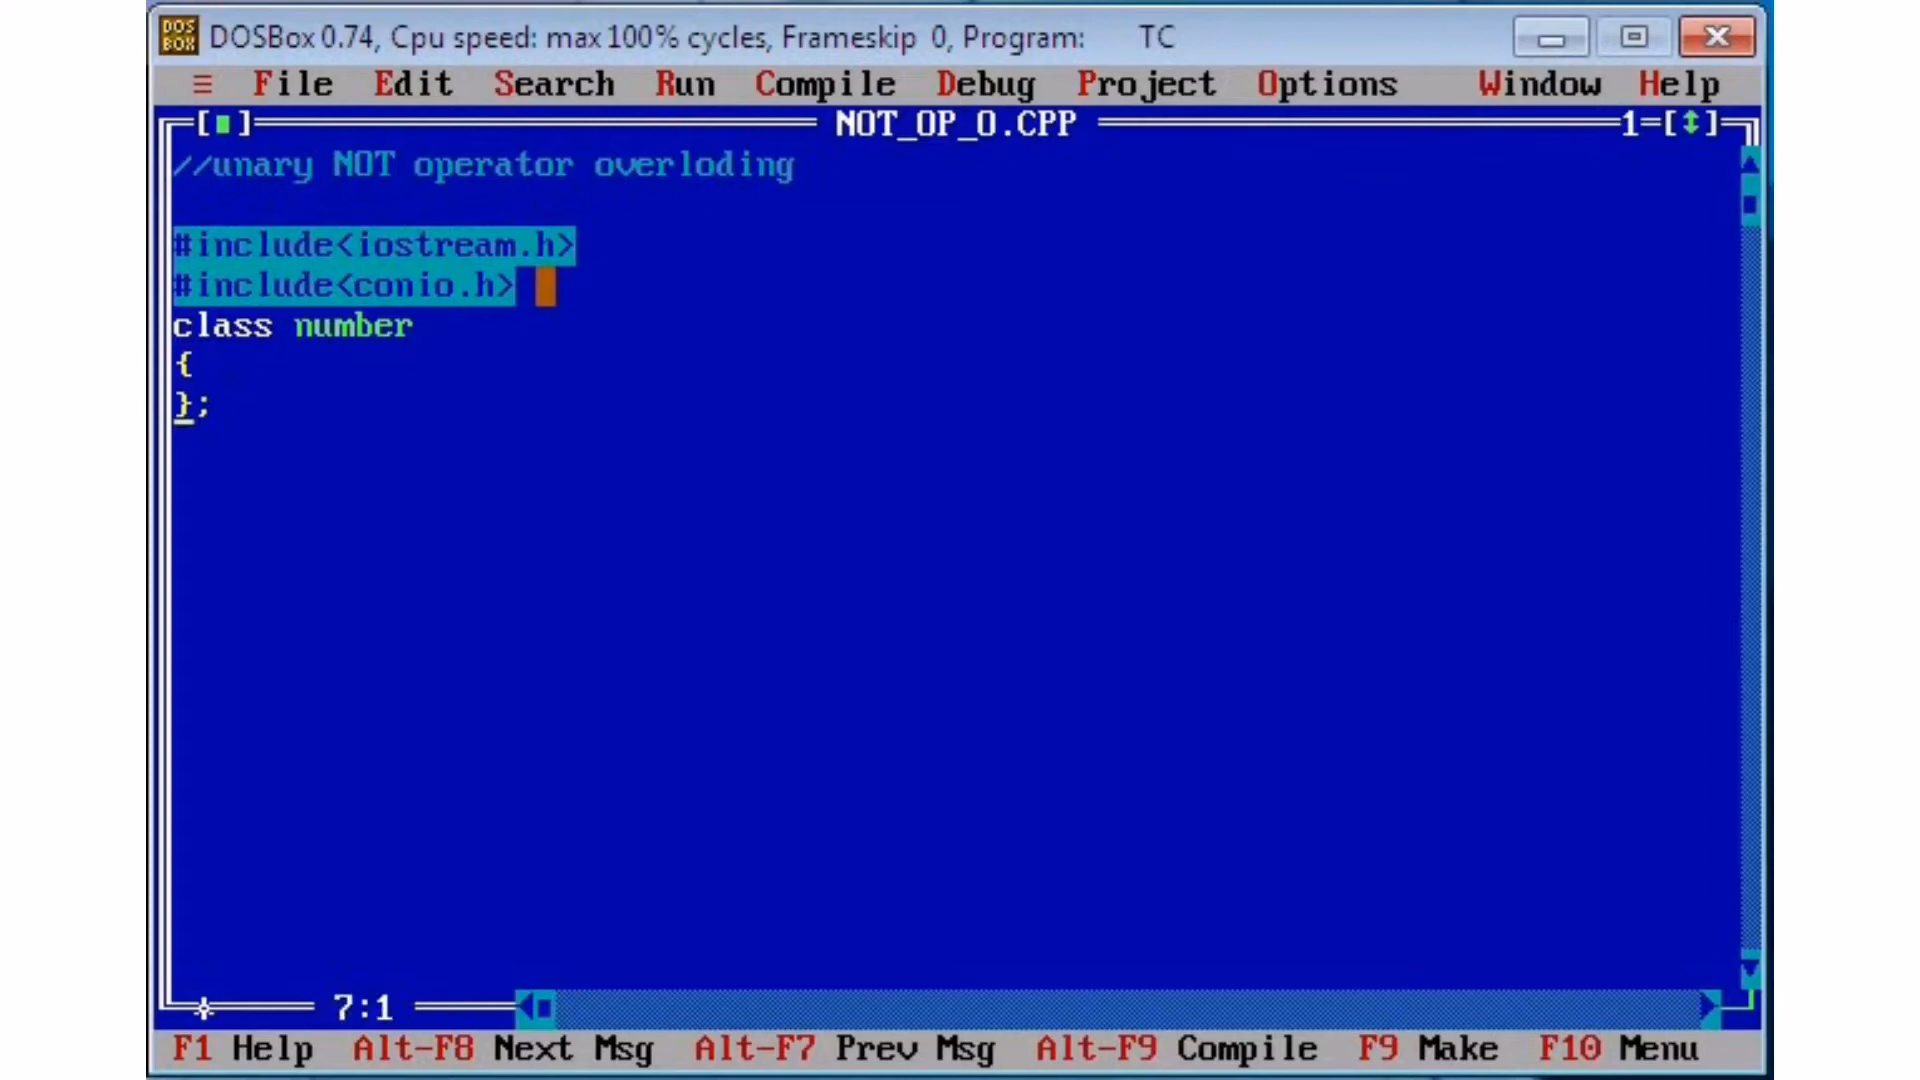 DOS BOX DOSBox 0.74, Cpu speed: max 100% cycles, Frameskip 0, Program: TC
≡ File Edit Search Run Compile Debug Project Options Window Help
[■] NOT_OP_O.CPP 1=[↕]
//unary NOT operator overloding
#include<iostream.h>
#include<conio.h>
class number
{
};
7:1
F1 Help Alt-F8 Next Msg Alt-F7 Prev Msg Alt-F9 Compile F9 Make F10 Menu